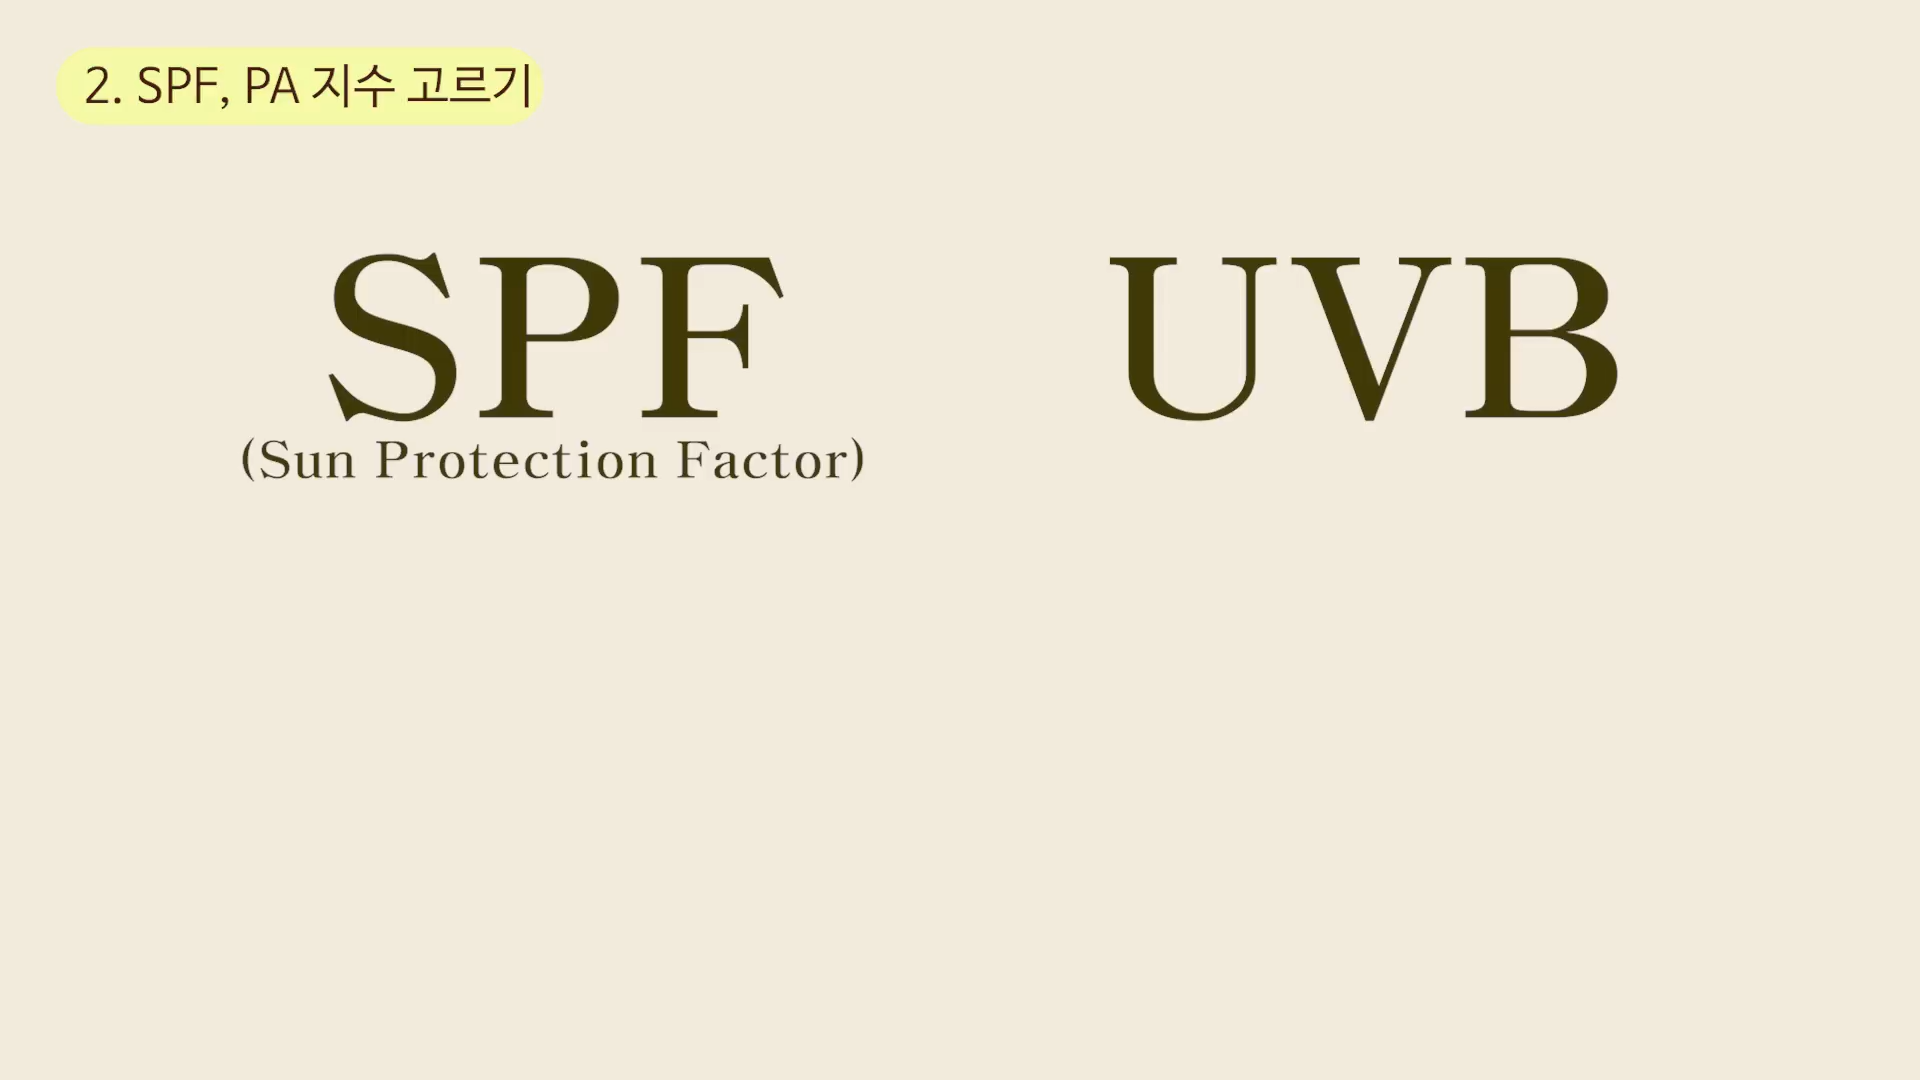 2. SPF, PA 지수 고르기
SPF UVB
(Sun Protection Factor)